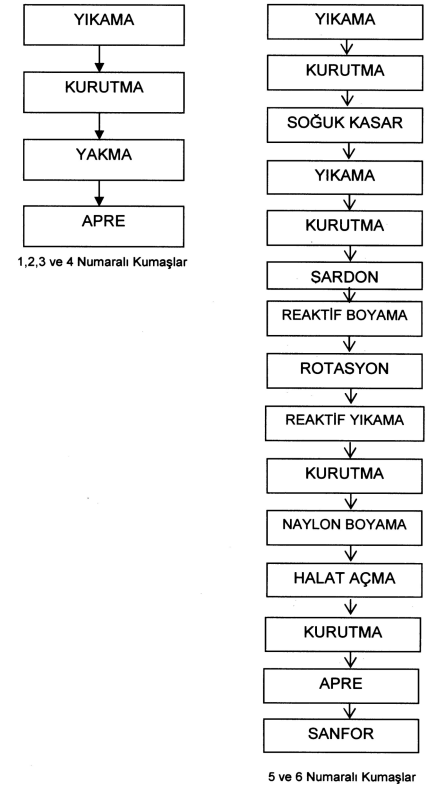 YIKAMA
KURUTMA
YAKMA
APRE
1,2,3 ve 4 Numaralı Kumaşlar
YIKAMA
KURUTMA
SOĞUK KASAR
YIKAMA
KURUTMA
ŞARDON
REAKTİF BOYAMA
ROTASYON
REAKTİF YIKAMA
KURUTMA
NAYLON BOYAMA
HALAT AÇMA
KURUTMA
APRE
SANFOR
5 ve 6 Numaralı Kumaşlar